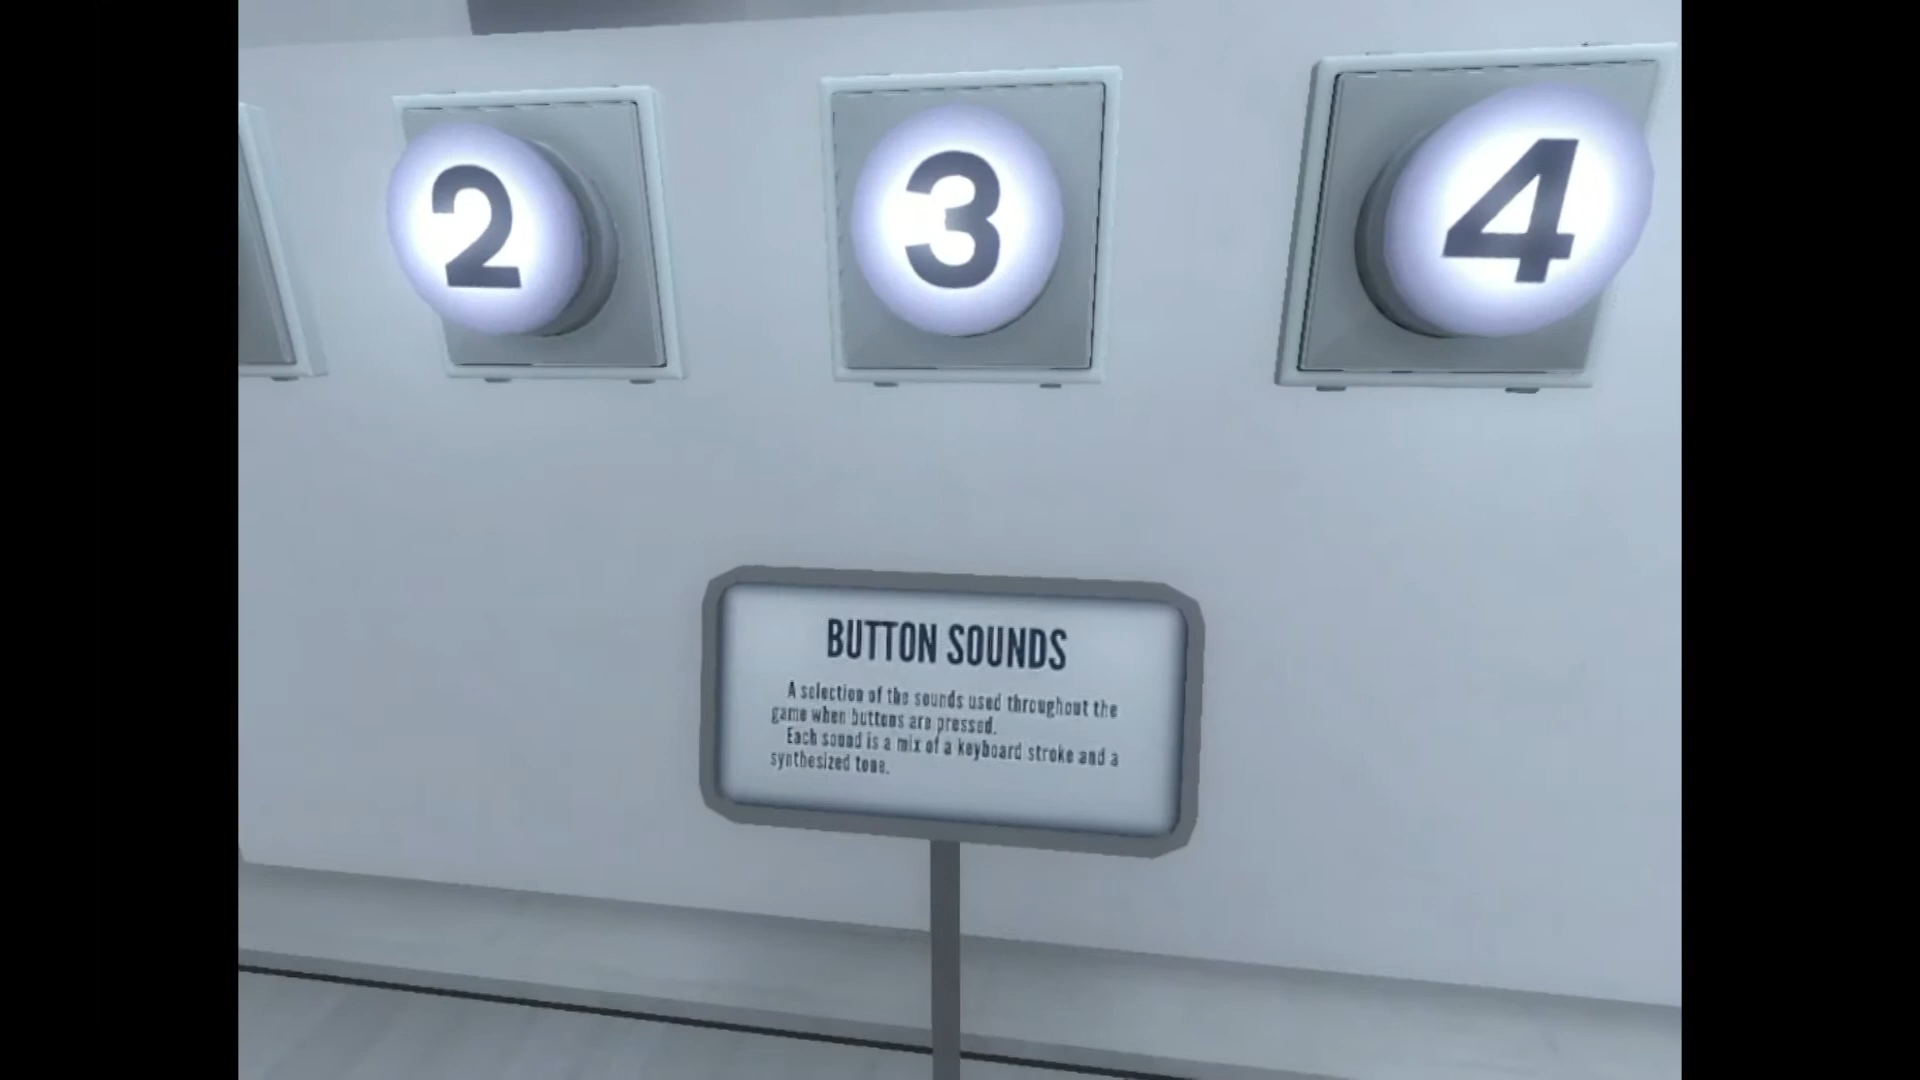 2 3 4
BUTTON SOUNDS
A selection of the sounds used throughout the
game when buttons are pressed.
Each sound is a mix of a keyboard stroke and a
synthesized tone.